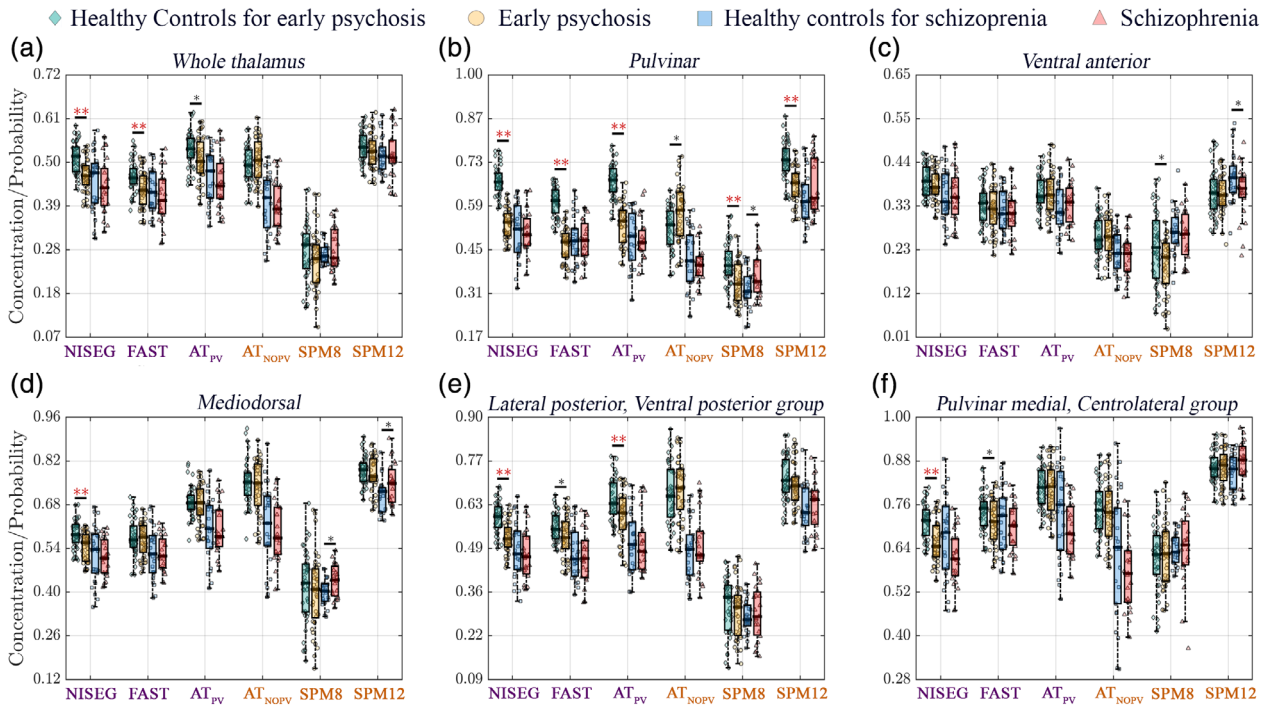 Healthy Controls for early psychosis Early psychosis Healthy controls for schizoprenia Schizophrenia
(a) Whole thalamus
Concentration/Probability
0.72
0.61
0.50
0.39
0.28
0.18
0.07
** ** *
NISEG FAST AT_PV AT_NOPV SPM8 SPM12
(b) Pulvinar
1.00
0.87
0.73
0.59
0.45
0.31
0.17
** ** ** * ** * **
NISEG FAST AT_PV AT_NOPV SPM8 SPM12
(c) Ventral anterior
0.65
0.55
0.44
0.33
0.23
0.12
0.01
* *
NISEG FAST AT_PV AT_NOPV SPM8 SPM12
(d) Mediodorsal
Concentration/Probability
0.96
0.82
0.68
0.54
0.40
0.26
0.12
** * *
NISEG FAST AT_PV AT_NOPV SPM8 SPM12
(e) Lateral posterior, Ventral posterior group
0.90
0.77
0.63
0.49
0.36
0.22
0.09
** * **
NISEG FAST AT_PV AT_NOPV SPM8 SPM12
(f) Pulvinar medial, Centrolateral group
1.00
0.88
0.76
0.64
0.52
0.40
0.28
** *
NISEG FAST AT_PV AT_NOPV SPM8 SPM12